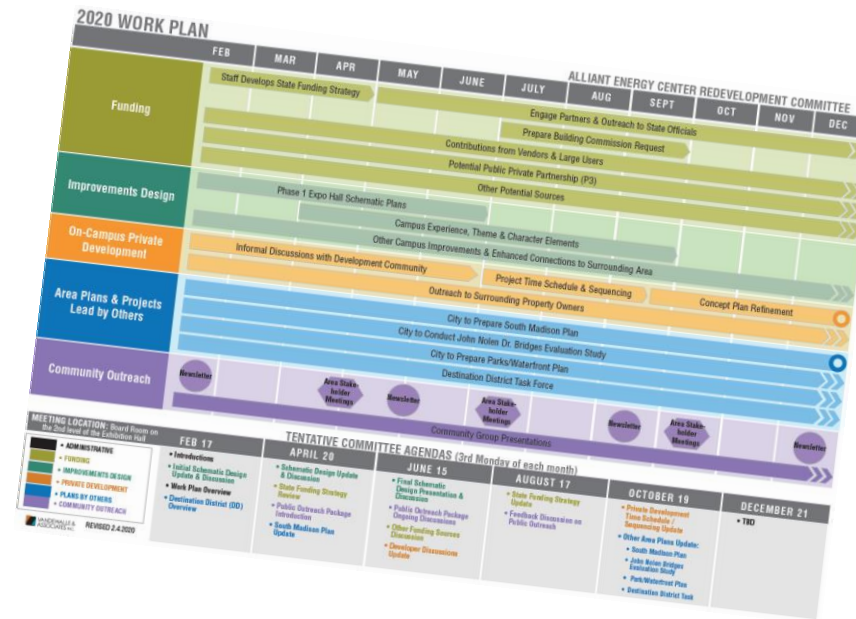 2020 WORK PLAN
ALLIANT ENERGY CENTER REDEVELOPMENT COMMITTEE
FEB
MAR
APR
MAY
JUNE
JULY
AUG
SEPT
OCT
NOV
DEC
Funding
Staff Develops State Funding Strategy
Engage Partners & Outreach to State Officials
Prepare Building Commission Request
Contributions from Vendors & Large Users
Potential Public Private Partnership (P3)
Other Potential Sources
Improvements Design
Phase 1 Expo Hall Schematic Plans
Campus Experience, Theme & Character Elements
Other Campus Improvements & Enhanced Connections to Surrounding Area
On-Campus Private
Development
Informal Discussions with Development Community
Project Time Schedule & Sequencing
Concept Plan Refinement
Outreach to Surrounding Property Owners
Area Plans & Projects
Lead by Others
City to Prepare South Madison Plan
City to Conduct John Nolen Dr. Bridges Evaluation Study
City to Prepare Parks/Waterfront Plan
Destination District Task Force
Community Outreach
Newsletter
Area Stake-
holder
Meetings
Newsletter
Area Stake-
holder
Meetings
Newsletter
Area Stake-
holder
Meetings
Newsletter
Community Group Presentations
MEETING LOCATION: Board Room on
the 2nd level of the Exhibition Hall
• ADMINISTRATIVE
• FUNDING
• IMPROVEMENTS DESIGN
• PRIVATE DEVELOPMENT
• PLANS BY OTHERS
• COMMUNITY OUTREACH
VANDEWALLE &
ASSOCIATES INC.
REVISED 2.4.2020
TENTATIVE COMMITTEE AGENDAS (3rd Monday of each month)
FEB 17
• Introductions
• Initial Schematic Design
Update & Discussion
• Work Plan Overview
• Destination District (DD)
Overview
APRIL 20
• Schematic Design Update
& Discussion
• State Funding Strategy
Review
• Public Outreach Package
Introduction
• South Madison Plan
Update
JUNE 15
• Final Schematic
Design Presentation &
Discussion
• Public Outreach Package
Ongoing Discussions
• Other Funding Sources
Discussion
• Developer Discussions
Update
AUGUST 17
• State Funding Strategy
Update
• Feedback Discussion on
Public Outreach
OCTOBER 19
• Private Development
Time Schedule /
Sequencing Update
• Other Area Plans Update:
• South Madison Plan
• John Nolen Bridges
Evaluation Study
• Park/Waterfront Plan
• Destination District Task
DECEMBER 21
• TBD